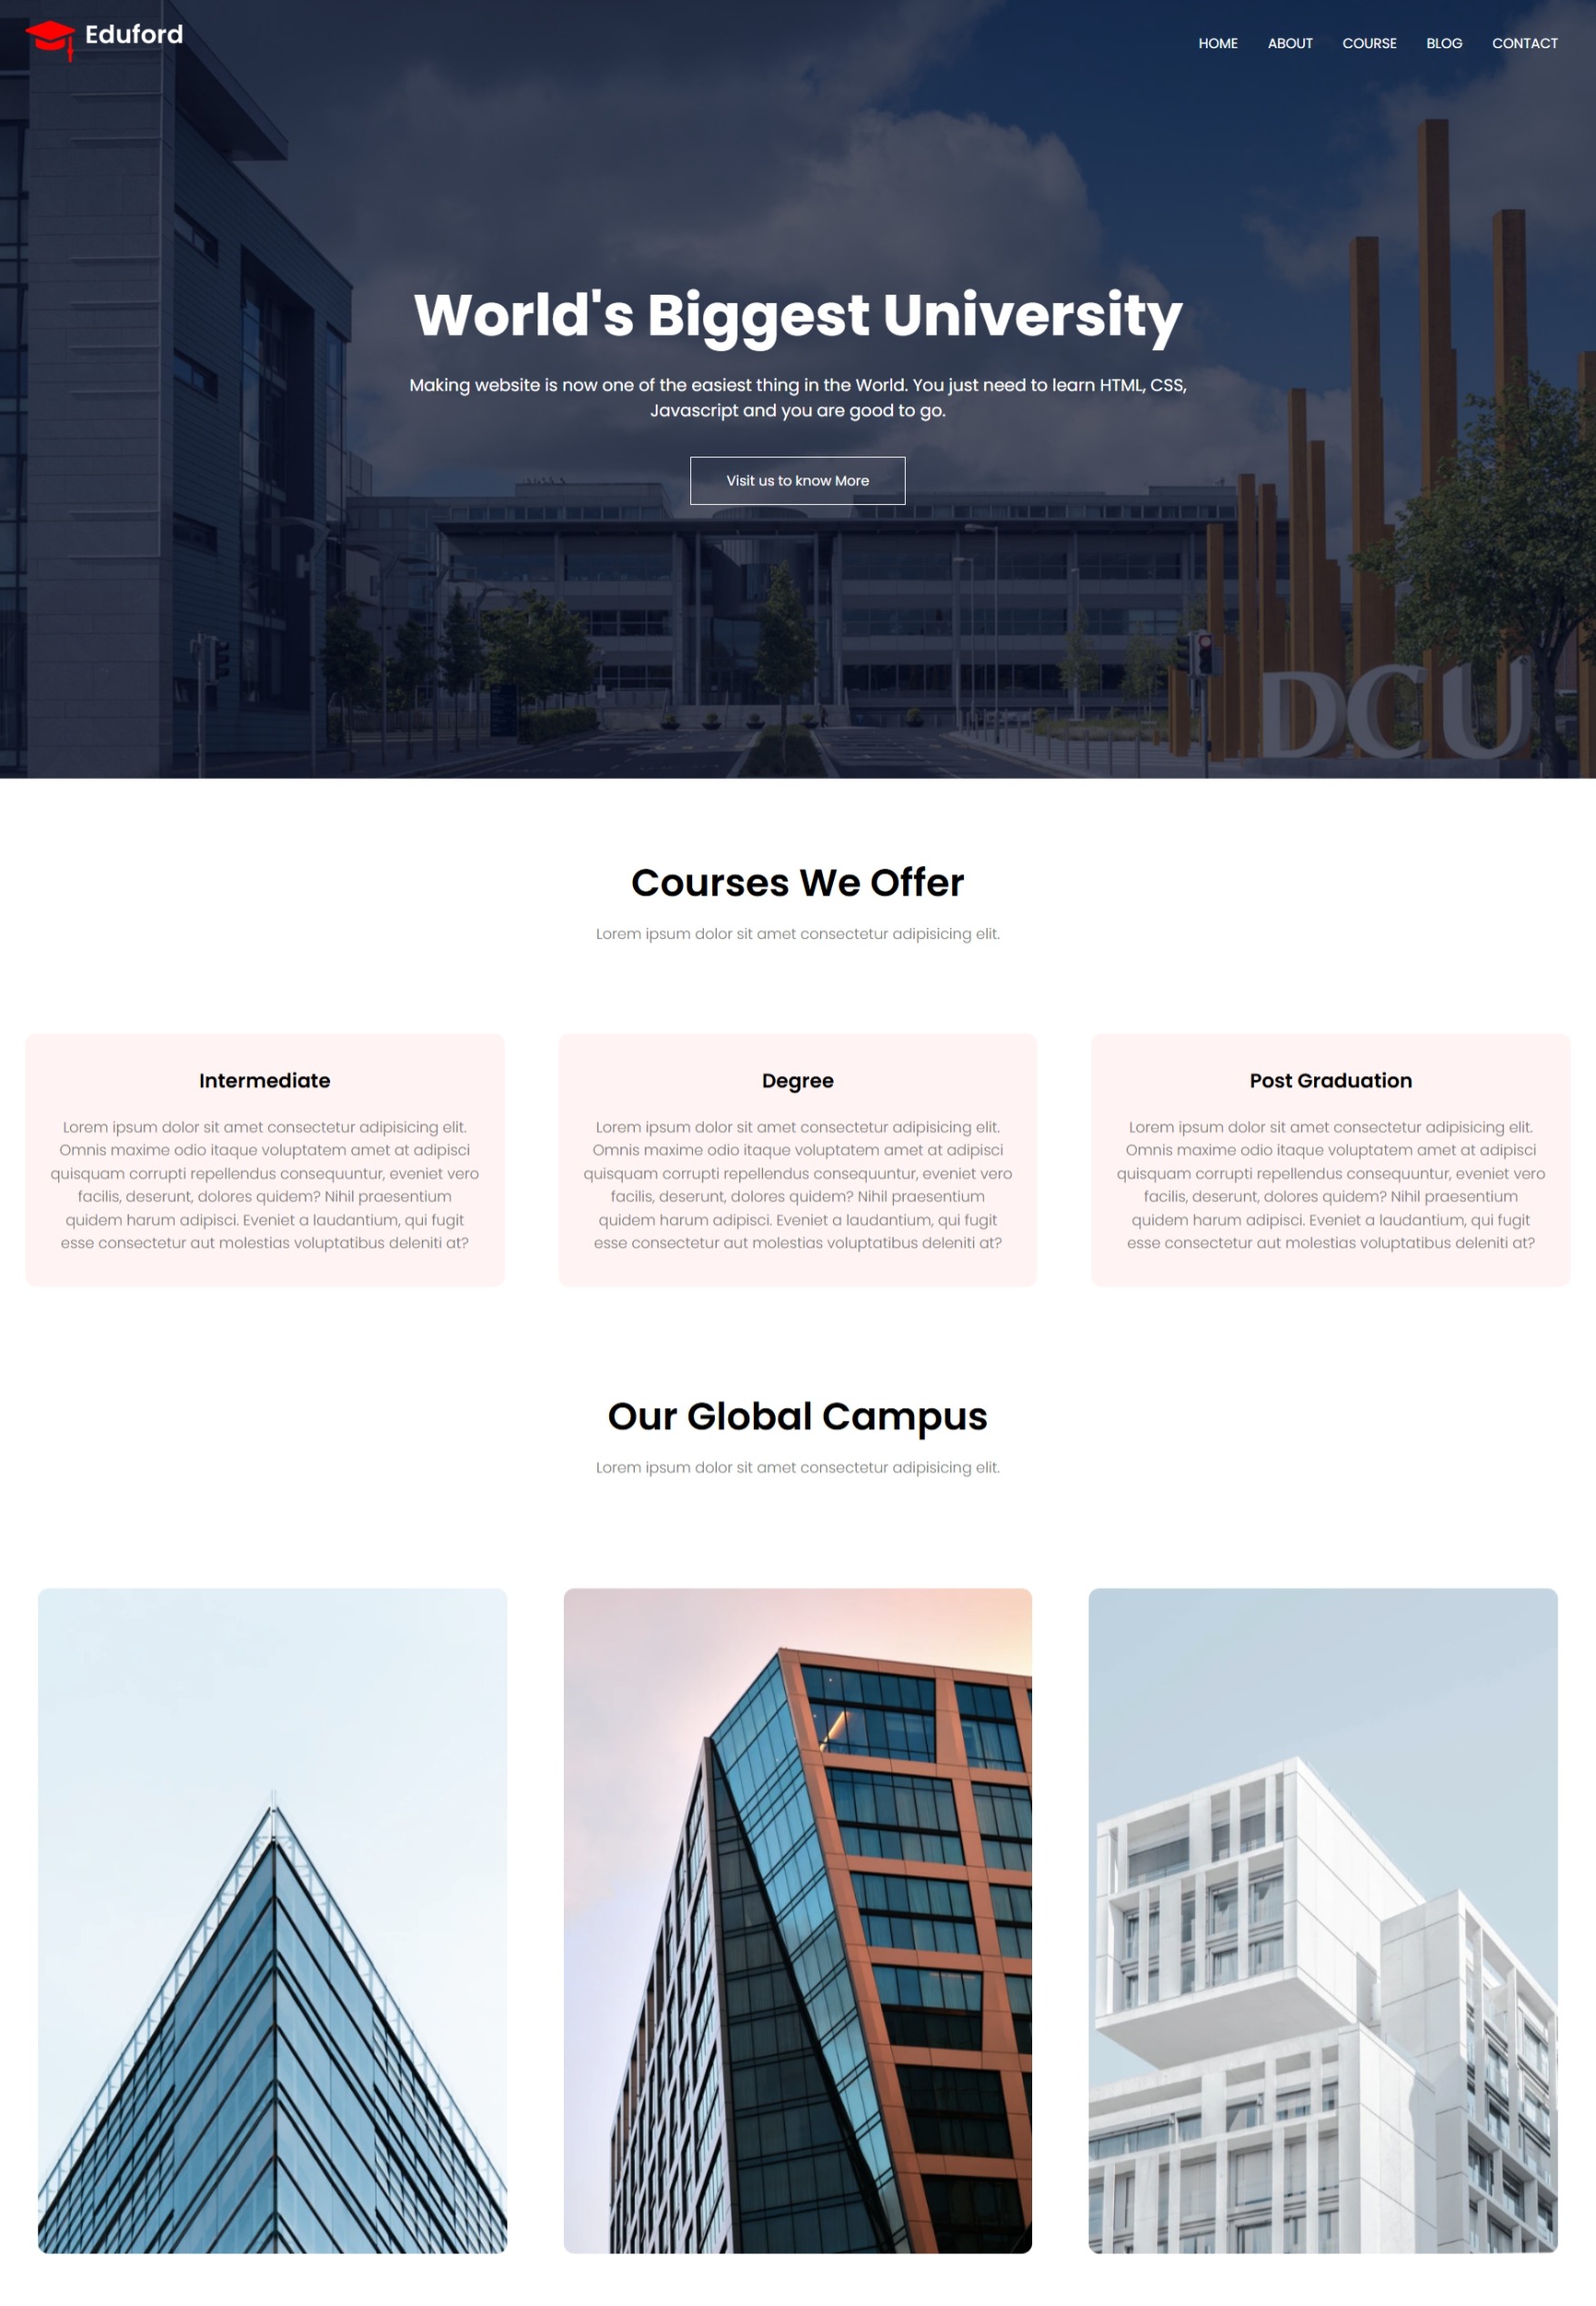 Eduford
HOME ABOUT COURSE BLOG CONTACT
World's Biggest University
Making website is now one of the easiest thing in the World. You just need to learn HTML, CSS,
Javascript and you are good to go.
Visit us to know More
DCU
Courses We Offer
Lorem ipsum dolor sit amet consectetur adipisicing elit.
Intermediate
Lorem ipsum dolor sit amet consectetur adipisicing elit.
Omnis maxime odio itaque voluptatem amet at adipisci
quisquam corrupti repellendus consequuntur, eveniet vero
facilis, deserunt, dolores quidem? Nihil praesentium
quidem harum adipisci. Eveniet a laudantium, qui fugit
esse consectetur aut molestias voluptatibus deleniti at?
Degree
Lorem ipsum dolor sit amet consectetur adipisicing elit.
Omnis maxime odio itaque voluptatem amet at adipisci
quisquam corrupti repellendus consequuntur, eveniet vero
facilis, deserunt, dolores quidem? Nihil praesentium
quidem harum adipisci. Eveniet a laudantium, qui fugit
esse consectetur aut molestias voluptatibus deleniti at?
Post Graduation
Lorem ipsum dolor sit amet consectetur adipisicing elit.
Omnis maxime odio itaque voluptatem amet at adipisci
quisquam corrupti repellendus consequuntur, eveniet vero
facilis, deserunt, dolores quidem? Nihil praesentium
quidem harum adipisci. Eveniet a laudantium, qui fugit
esse consectetur aut molestias voluptatibus deleniti at?
Our Global Campus
Lorem ipsum dolor sit amet consectetur adipisicing elit.